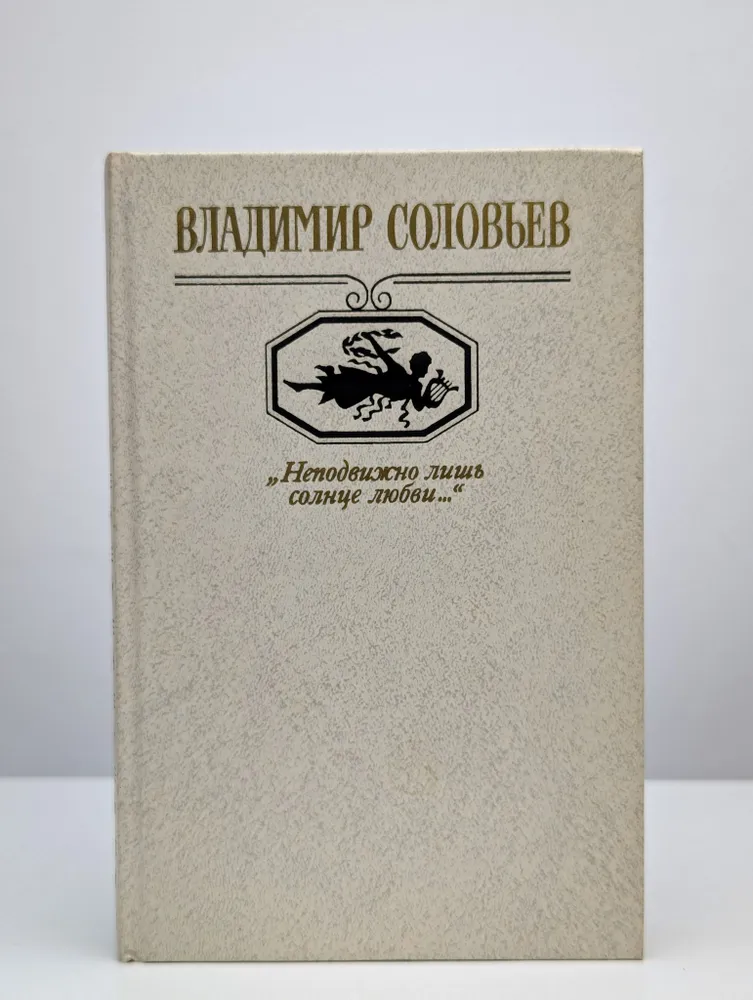 ВЛАДИМИР СОЛОВЬЕВ
„Неподвижно лишь
солнце любви...“